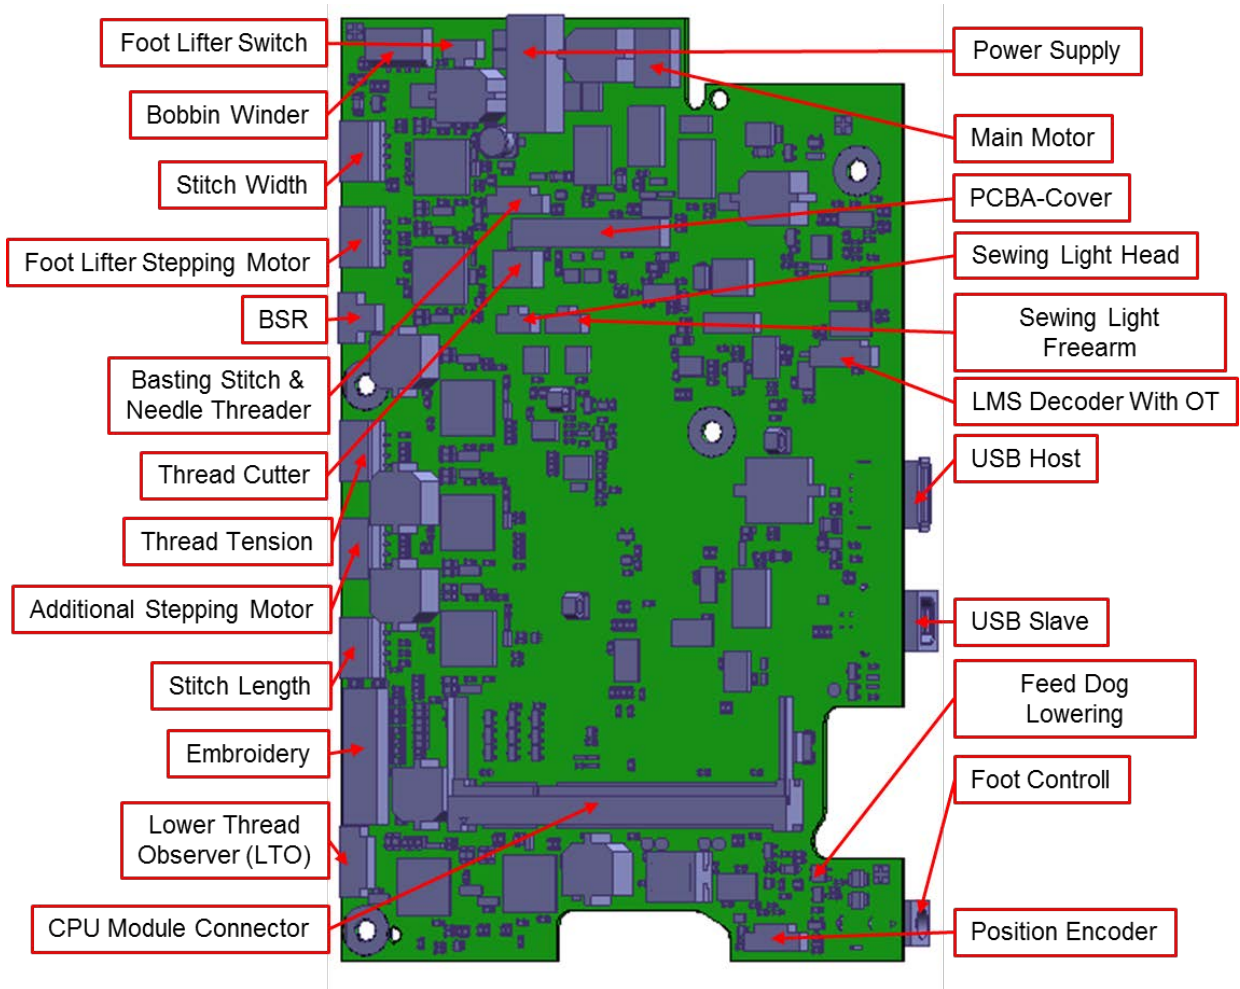 Foot Lifter Switch
Bobbin Winder
Stitch Width
Foot Lifter Stepping Motor
BSR
Basting Stitch &
Needle Threader
Thread Cutter
Thread Tension
Additional Stepping Motor
Stitch Length
Embroidery
Lower Thread
Observer (LTO)
CPU Module Connector
Power Supply
Main Motor
PCBA-Cover
Sewing Light Head
Sewing Light
Freearm
LMS Decoder With OT
USB Host
USB Slave
Feed Dog
Lowering
Foot Controll
Position Encoder